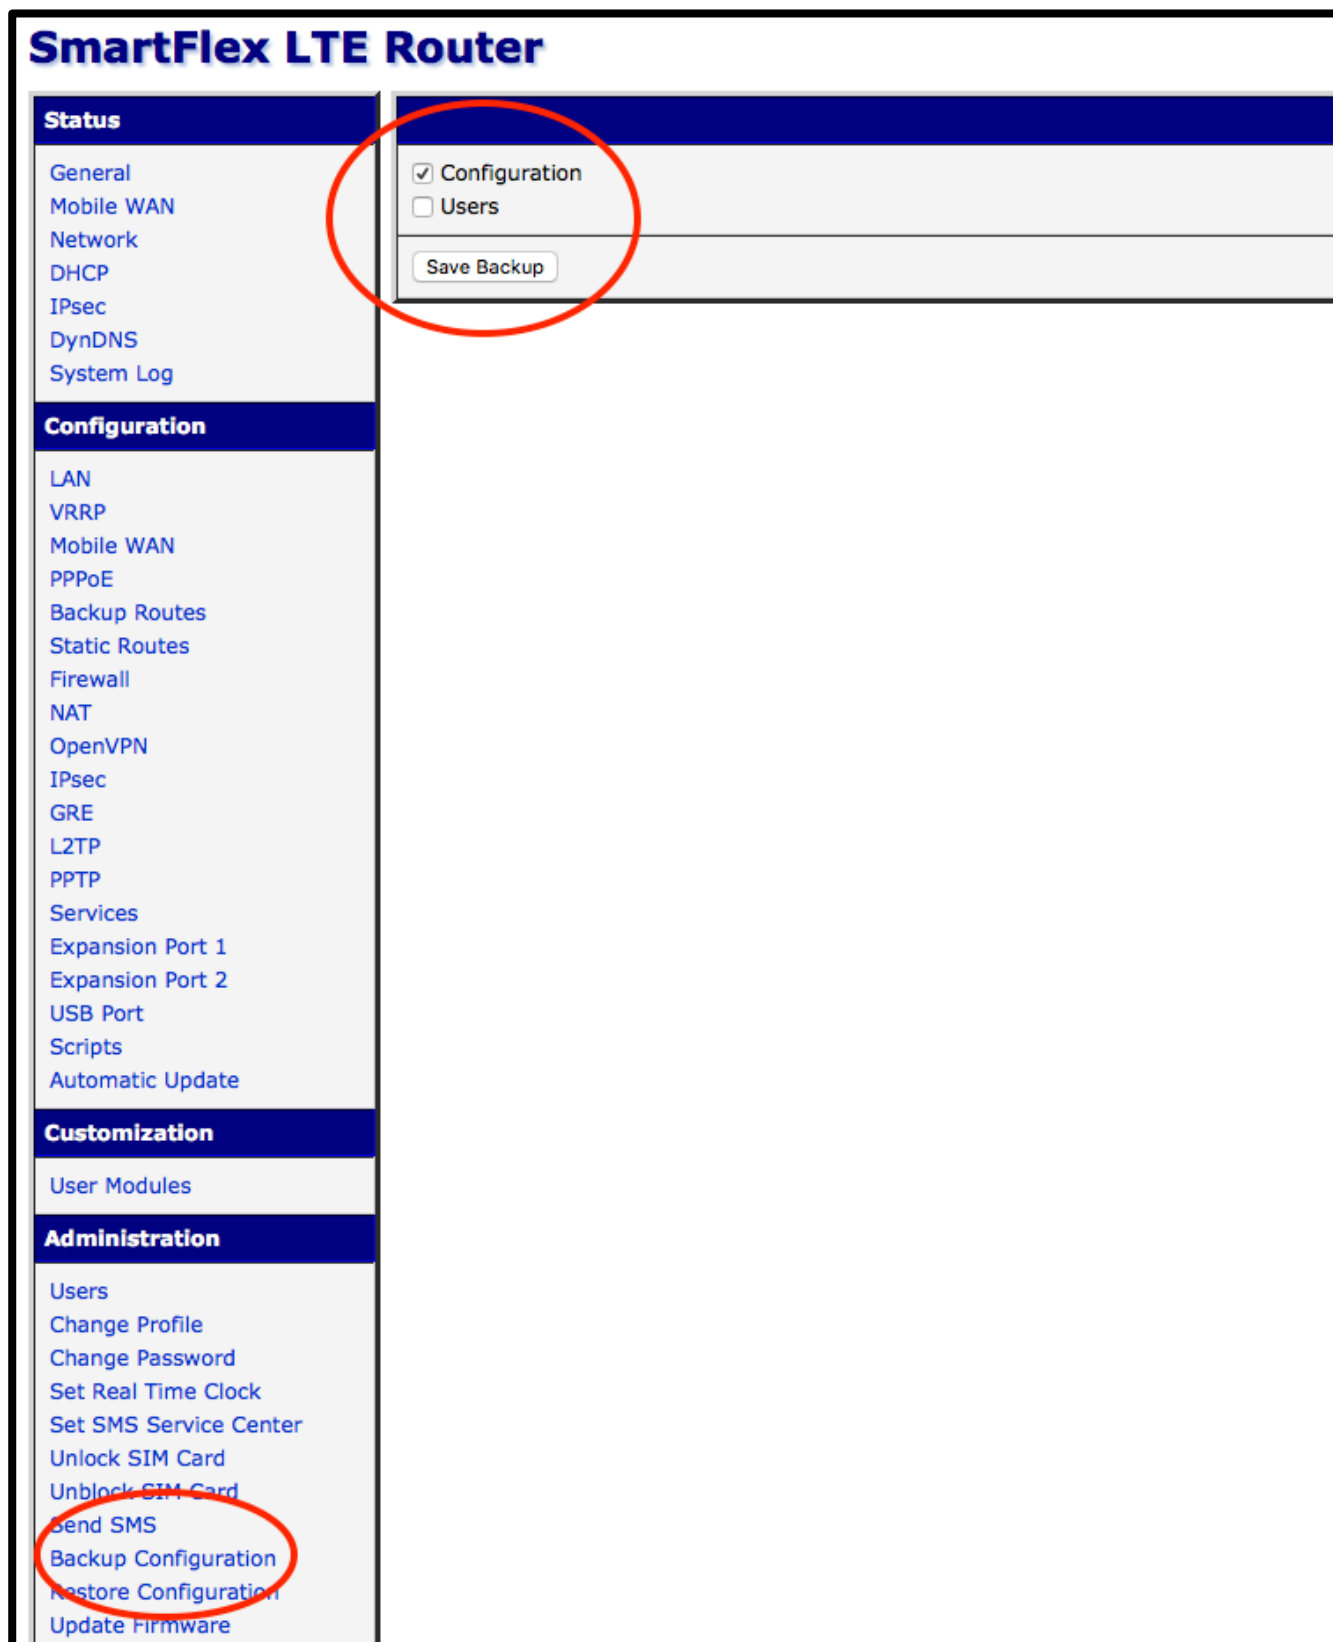 SmartFlex LTE Router
Status
General
Mobile WAN
Network
DHCP
IPsec
DynDNS
System Log
Configuration
LAN
VRRP
Mobile WAN
PPPoE
Backup Routes
Static Routes
Firewall
NAT
OpenVPN
IPsec
GRE
L2TP
PPTP
Services
Expansion Port 1
Expansion Port 2
USB Port
Scripts
Automatic Update
Customization
User Modules
Administration
Users
Change Profile
Change Password
Set Real Time Clock
Set SMS Service Center
Unlock SIM Card
Unblock SIM Card
Send SMS
Backup Configuration
Restore Configuration
Update Firmware
Configuration
Users
Save Backup